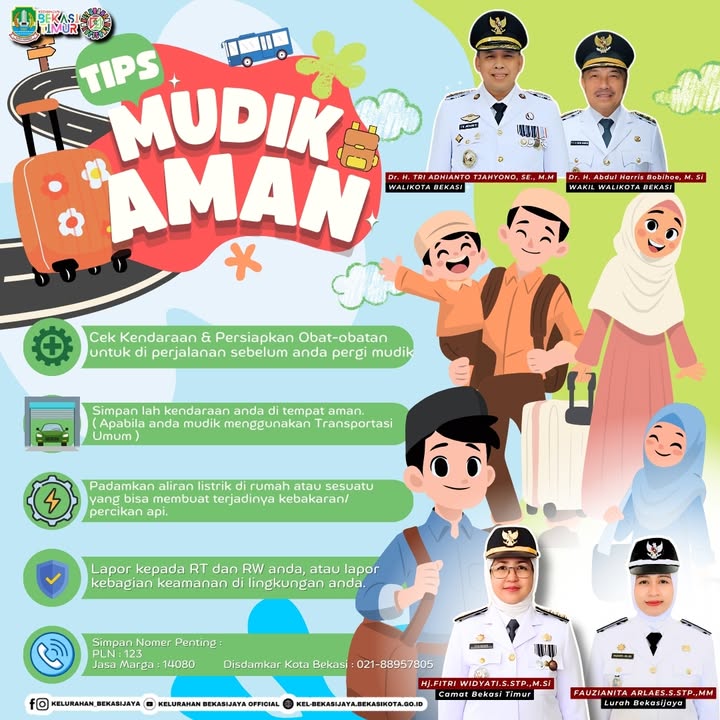 KECAMATAN
BEKASI
TIMUR
TIPS
MUDIK
AMAN
Dr. H. TRI ADHIANTO TJAHYONO, SE., M.M
WALIKOTA BEKASI
Dr. H. Abdul Harris Bobihoe, M. Si
WAKIL WALIKOTA BEKASI
Cek Kendaraan & Persiapkan Obat-obatan
untuk di perjalanan sebelum anda pergi mudik
Simpan lah kendaraan anda di tempat aman.
( Apabila anda mudik menggunakan Transportasi
Umum )
Padamkan aliran listrik di rumah atau sesuatu
yang bisa membuat terjadinya kebakaran/
percikan api.
Lapor kepada RT dan RW anda, atau lapor
kebagian keamanan di lingkungan anda.
Simpan Nomer Penting :
PLN : 123
Jasa Marga : 14080 Disdamkar Kota Bekasi : 021-88957805
Hj.FITRI WIDYATI.S.STP.,M.Si
Camat Bekasi Timur
FAUZIANITA ARLAES.S.STP.,MM
Lurah Bekasijaya
KELURAHAN_BEKASIJAYA
KELURAHAN BEKASIJAYA OFFICIAL
KEL-BEKASIJAYA.BEKASIKOTA.GO.ID